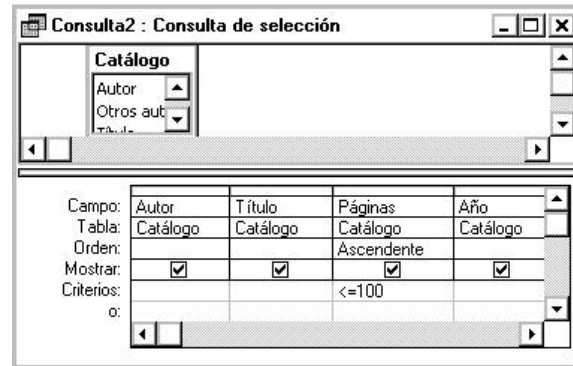 Consulta2 : Consulta de selección
Catálogo
Autor
Otros aut
Título
Campo: Autor Título Páginas Año
Tabla: Catálogo Catálogo Catálogo Catálogo
Orden: Ascendente
Mostrar:
Criterios: <=100
o: